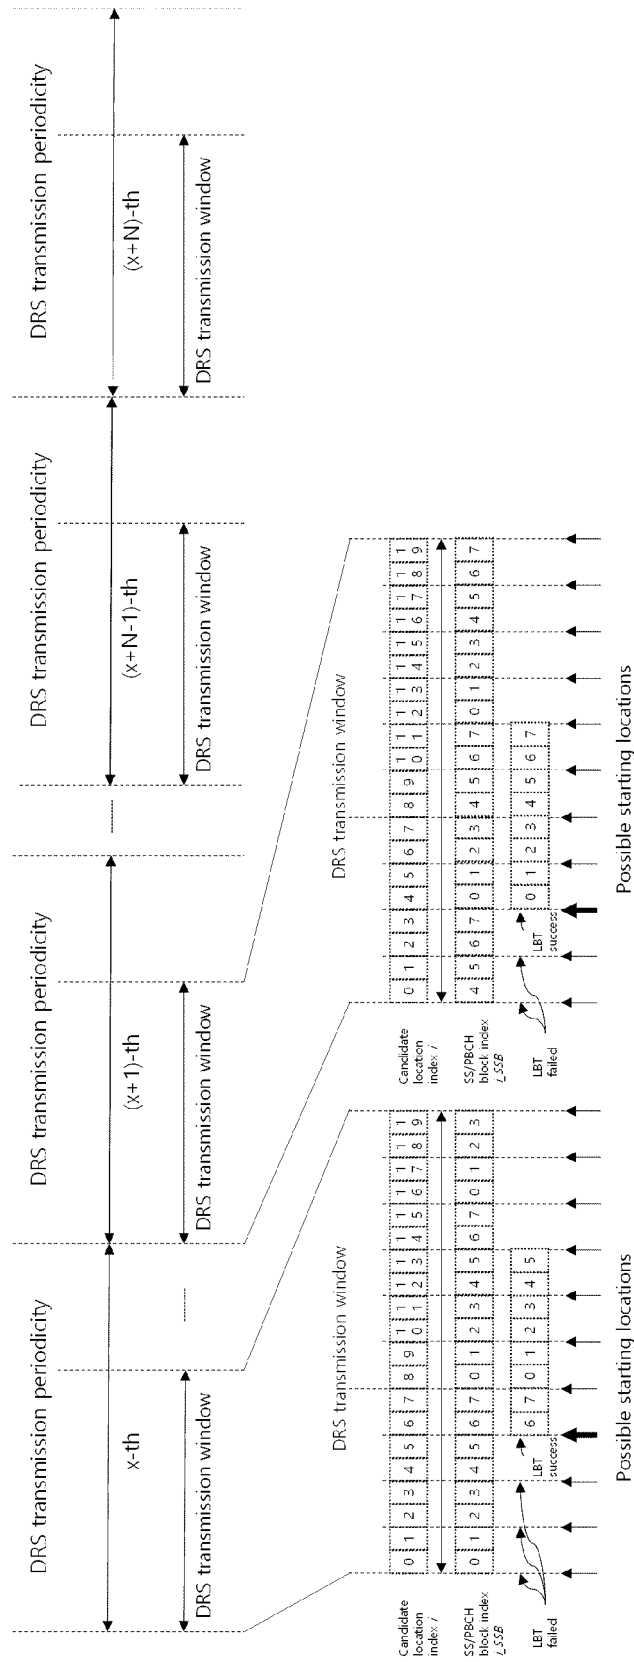 DRS transmission periodicity
DRS transmission periodicity
DRS transmission periodicity
DRS transmission periodicity
x-th
(x+1)-th
(x+N-1)-th
(x+N)-th
DRS transmission window
DRS transmission window
DRS transmission window
DRS transmission window
DRS transmission window
Candidate
location
index i
0 1 2 3 4 5 6 7 8 9 10 11 12 13 14 15 16 17 18 19
SS/PBCH
block index
i_SSB
0 1 2 3 4 5 6 7 0 1 2 3 4 5 6 7 0 1 2 3
6 7 0 1 2 3 4 5
LBT
failed
LBT
success
Possible starting locations
DRS transmission window
Candidate
location
index i
0 1 2 3 4 5 6 7 8 9 10 11 12 13 14 15 16 17 18 19
SS/PBCH
block index
i_SSB
4 5 6 7 0 1 2 3 4 5 6 7 0 1 2 3 4 5 6 7
0 1 2 3 4 5 6 7
LBT
failed
LBT
success
Possible starting locations